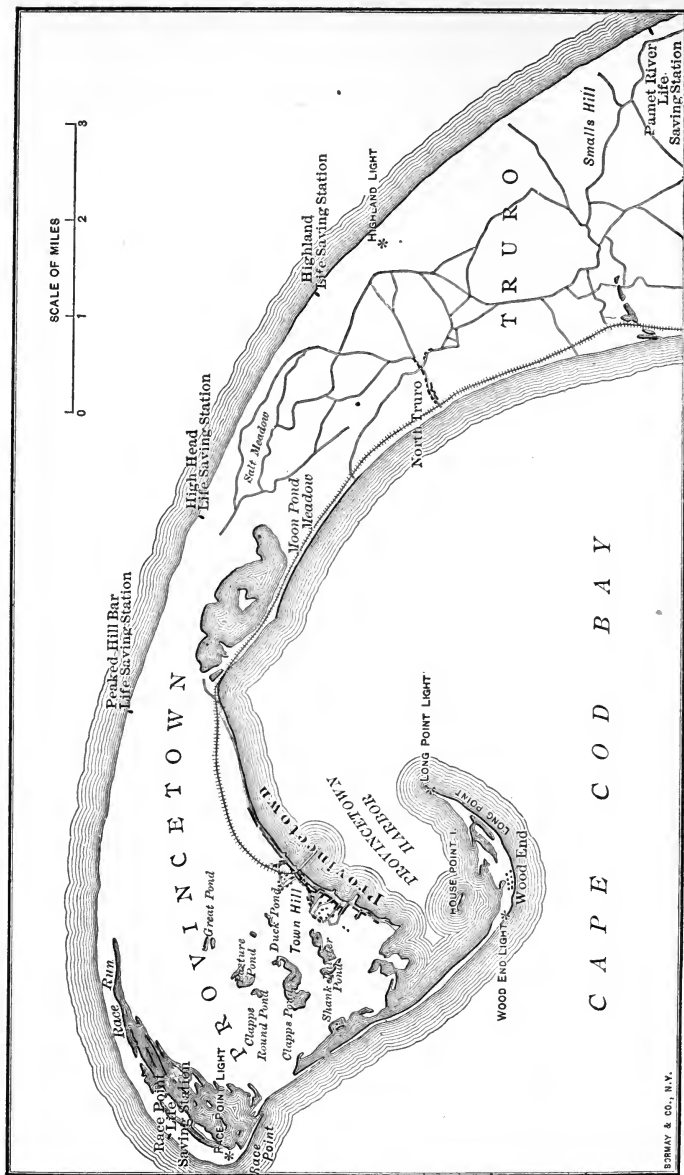 SCALE OF MILES
0 1 2 3
Pamet River
Life
Saving Station
Smalls Hill
HIGHLAND LIGHT
Highland
Life Saving Station
TRURO
North Truro
Salt Meadow
High Head
Life Saving Station
Moon Pond
Meadow
Peaked Hill Bar
Life Saving Station
PROVINCETOWN
Race Run
Great Pond
Pasture
Pond
Duck Pond
Clapps
Round Pond
Town Hill
Clapps Pond
Shank Painter
Pond
Provincetown
PROVINCETOWN
HARBOR
LONG POINT LIGHT
LONG POINT
HOUSE POINT I.
Wood End
WOOD END LIGHT
Race Point
Life
Saving Station
RACE POINT LIGHT
Race
Point
CAPE COD BAY
BORMAY & CO., N.Y.